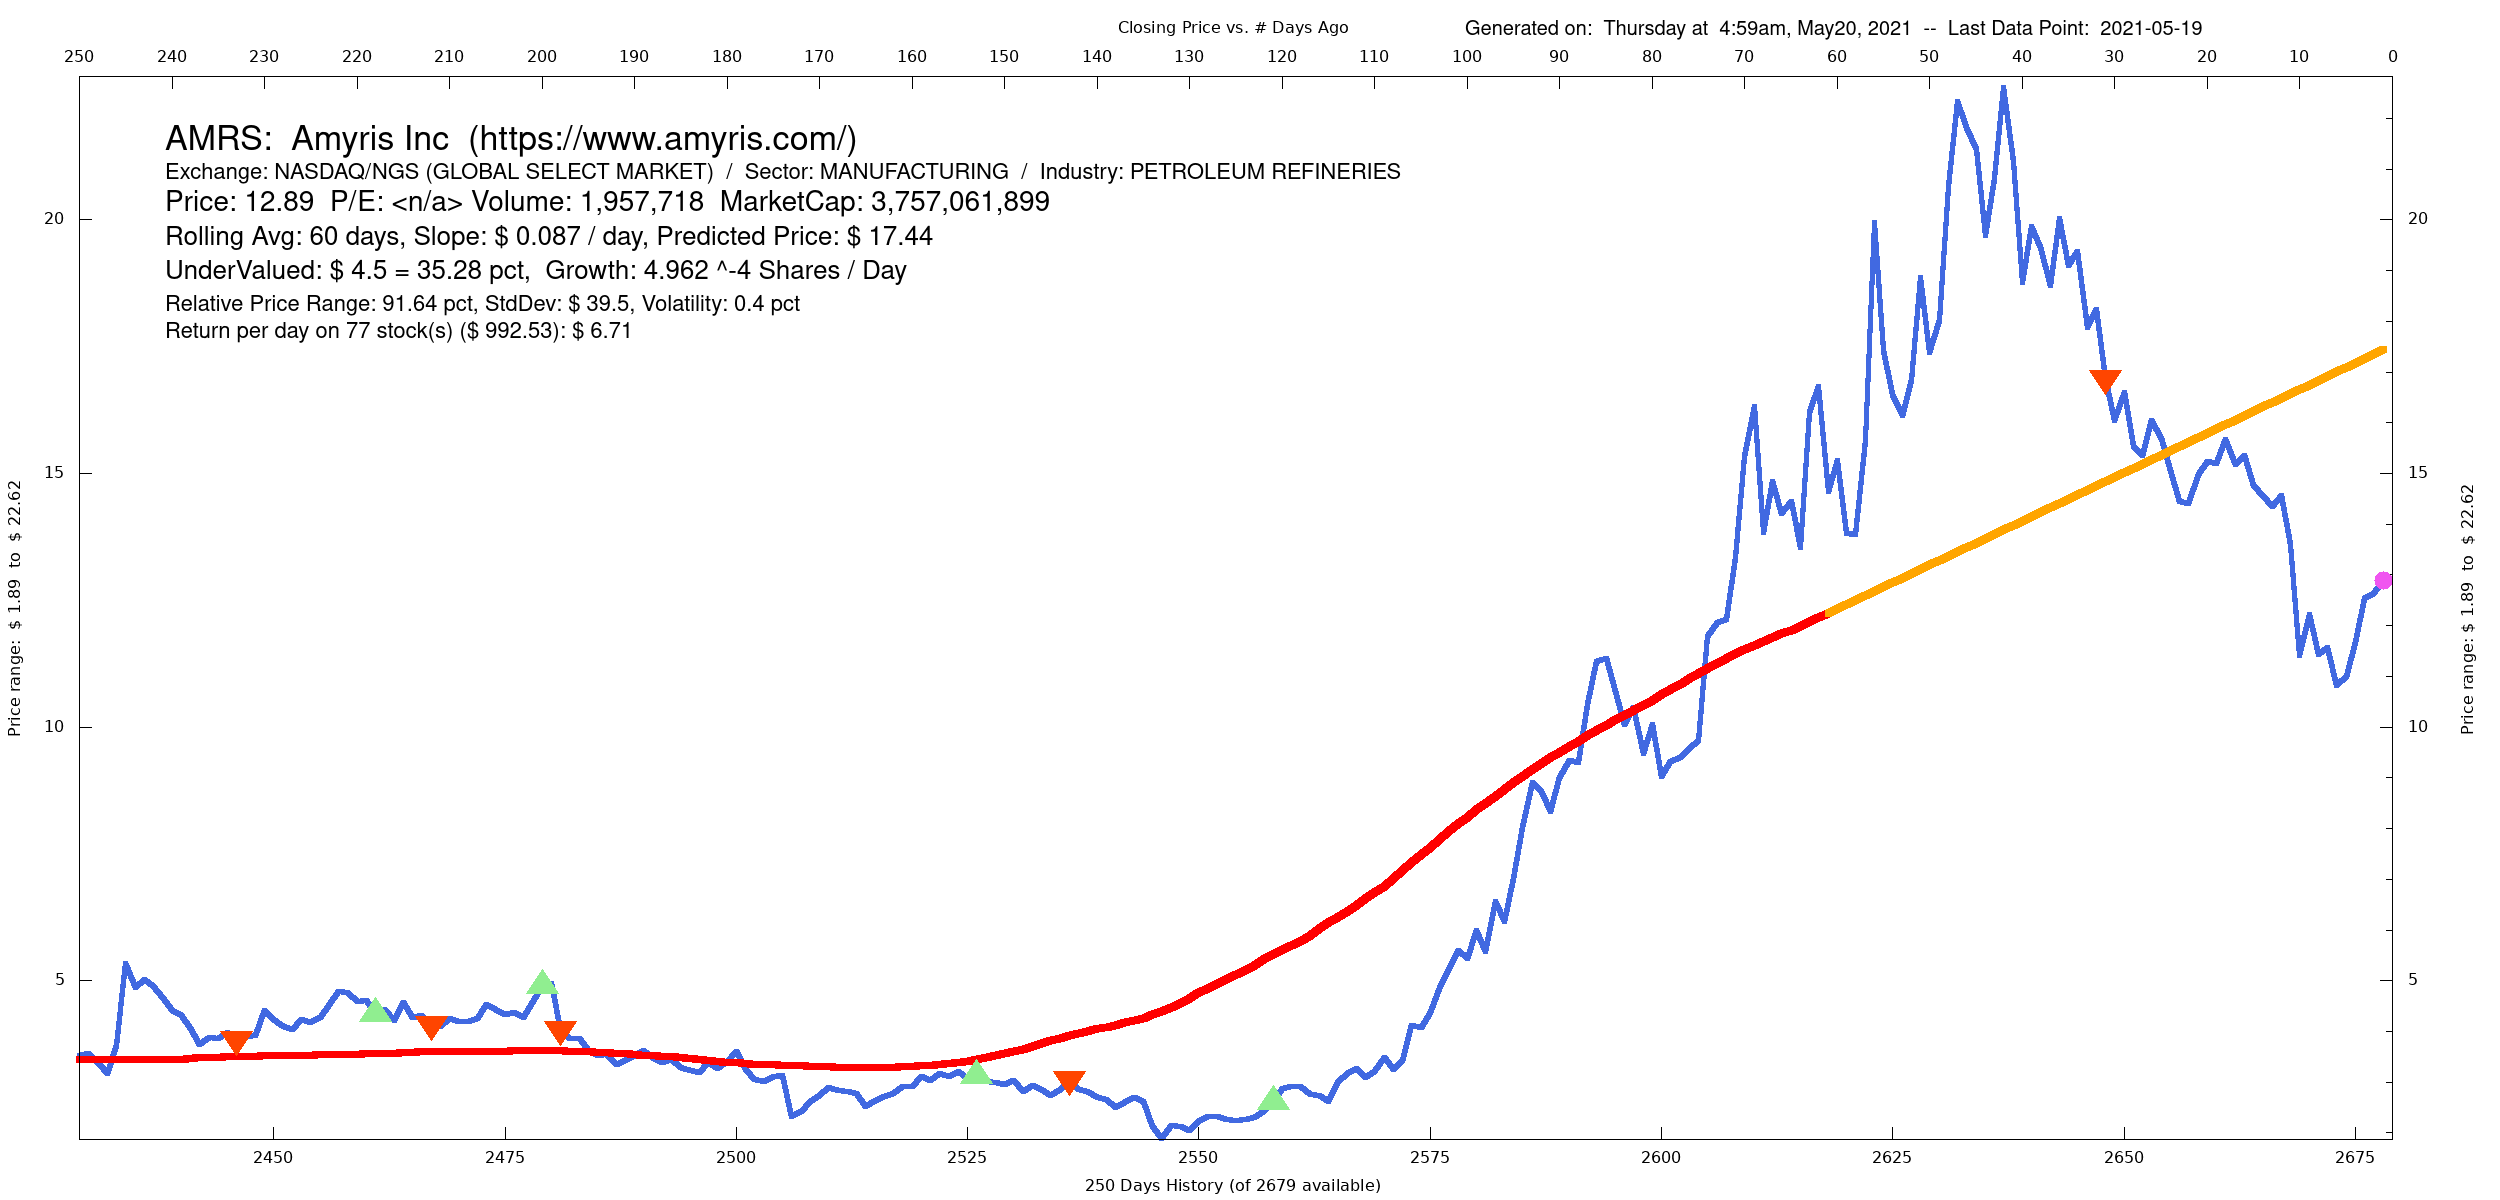 Closing Price vs. # Days Ago
Generated on:  Thursday at  4:59am, May20, 2021  --  Last Data Point:  2021-05-19
250 240 230 220 210 200 190 180 170 160 150 140 130 120 110 100 90 80 70 60 50 40 30 20 10 0
AMRS:  Amyris Inc  (https://www.amyris.com/)
Exchange: NASDAQ/NGS (GLOBAL SELECT MARKET)  /  Sector: MANUFACTURING  /  Industry: PETROLEUM REFINERIES
Price: 12.89  P/E: <n/a> Volume: 1,957,718  MarketCap: 3,757,061,899
Rolling Avg: 60 days, Slope: $ 0.087 / day, Predicted Price: $ 17.44
UnderValued: $ 4.5 = 35.28 pct,  Growth: 4.962 ^-4 Shares / Day
Relative Price Range: 91.64 pct, StdDev: $ 39.5, Volatility: 0.4 pct
Return per day on 77 stock(s) ($ 992.53): $ 6.71
20 20
15 15
10 10
5 5
Price range:  $ 1.89  to  $ 22.62
Price range: $ 1.89  to  $ 22.62
2450 2475 2500 2525 2550 2575 2600 2625 2650 2675
250 Days History (of 2679 available)